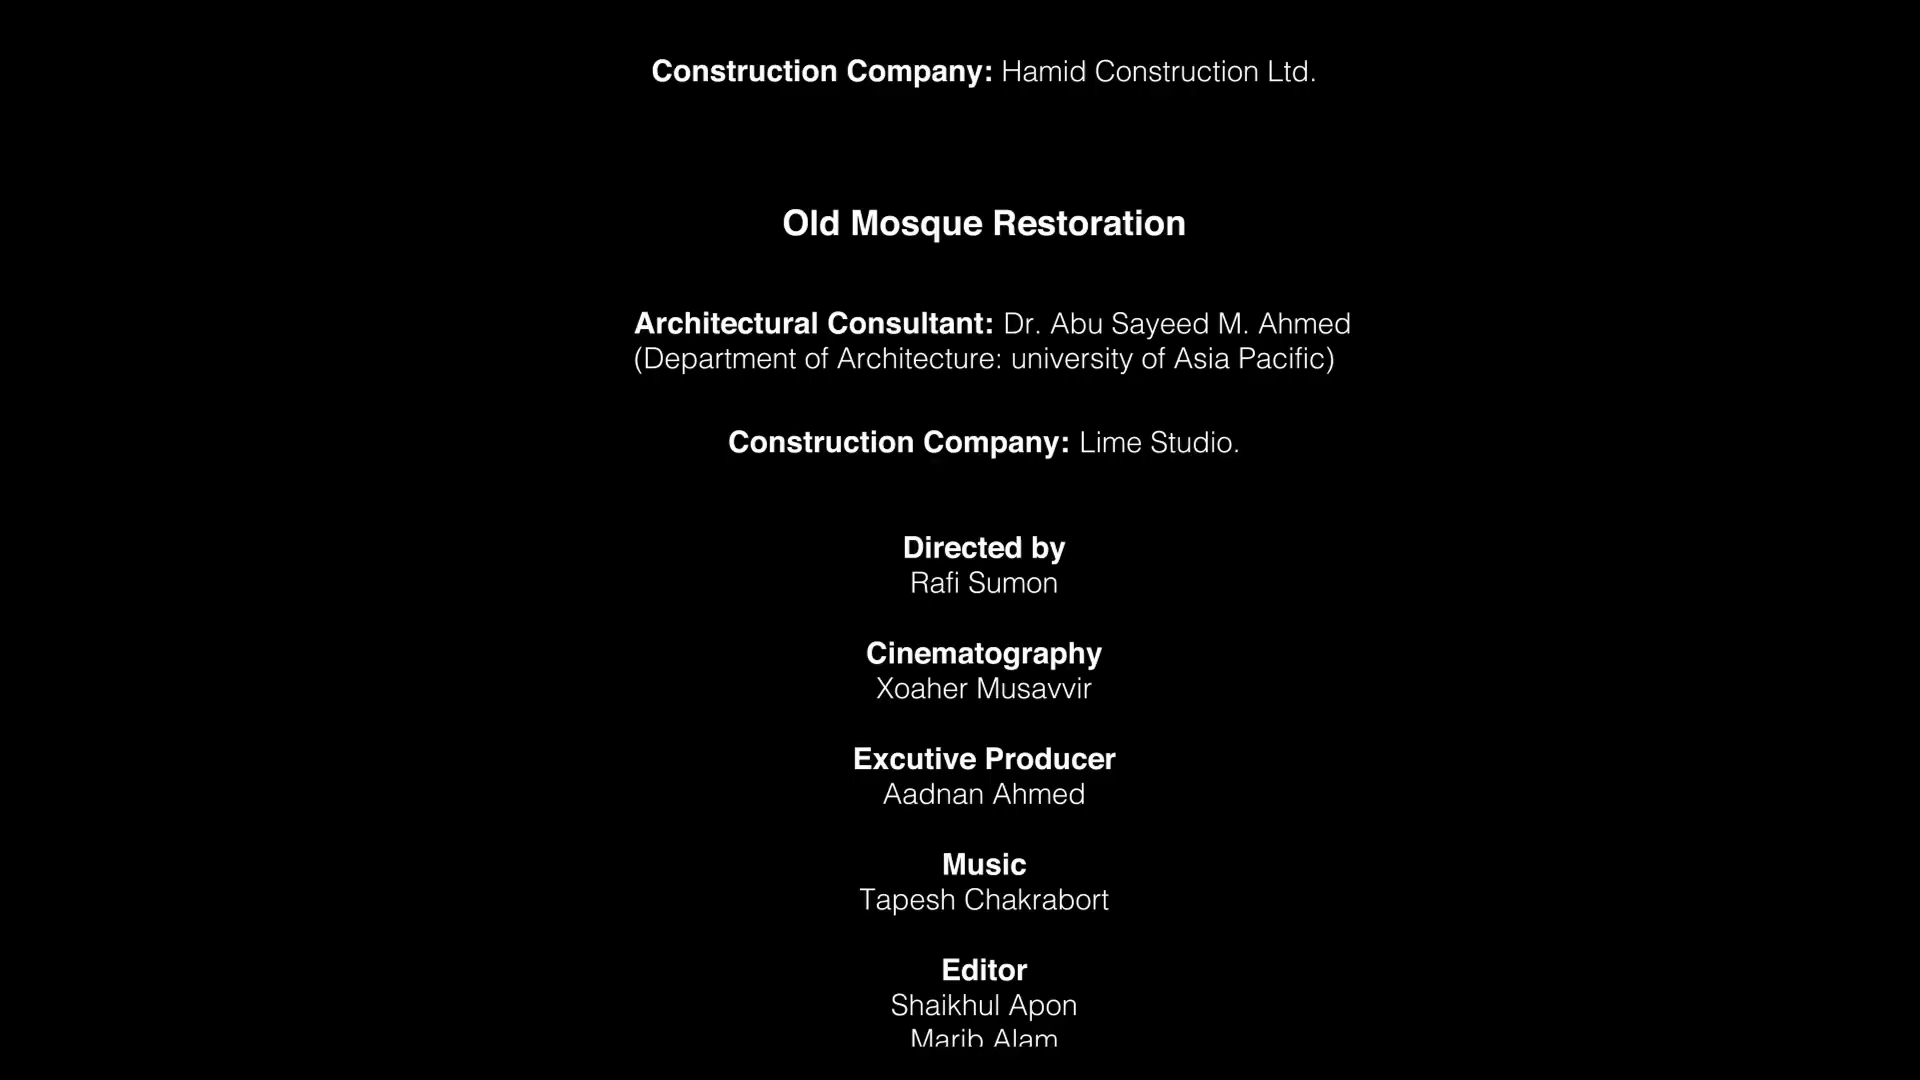 Construction Company: Hamid Construction Ltd.
Old Mosque Restoration
Architectural Consultant: Dr. Abu Sayeed M. Ahmed
(Department of Architecture: university of Asia Pacific)
Construction Company: Lime Studio.
Directed by
Rafi Sumon
Cinematography
Xoaher Musavvir
Excutive Producer
Aadnan Ahmed
Music
Tapesh Chakrabort
Editor
Shaikhul Apon
Marib Alam